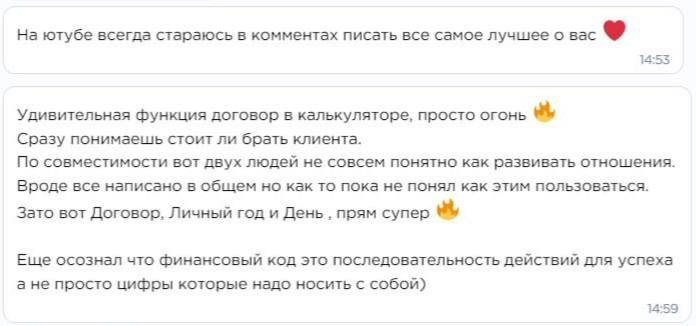 На ютубе всегда стараюсь в комментах писать все самое лучшее о вас ❤️
14:53
Удивительная функция договор в калькуляторе, просто огонь 🔥
Сразу понимаешь стоит ли брать клиента.
По совместимости вот двух людей не совсем понятно как развивать отношения.
Вроде все написано в общем но как то пока не понял как этим пользоваться.
Зато вот Договор, Личный год и День , прям супер 🔥
Еще осознал что финансовый код это последовательность действий для успеха
а не просто цифры которые надо носить с собой)
14:59